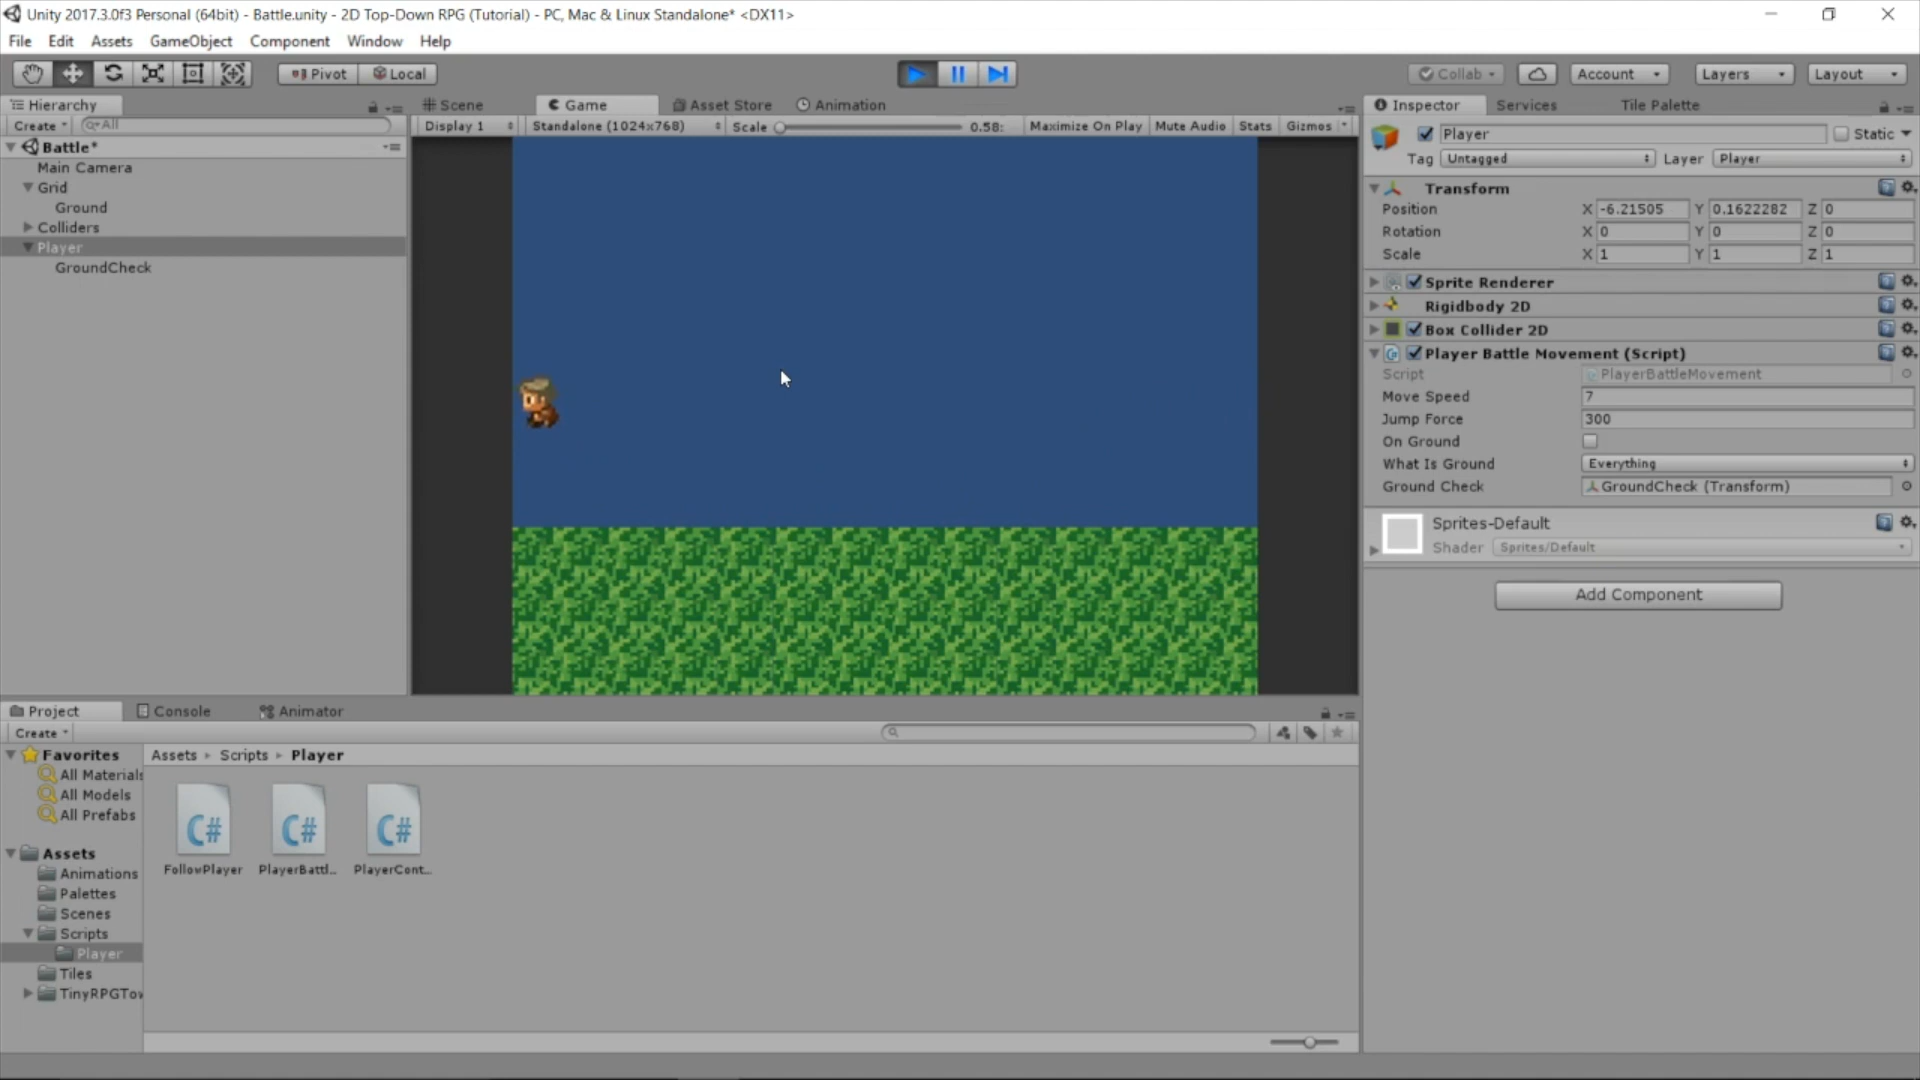 Unity 2017.3.0f3 Personal (64bit) - Battle.unity - 2D Top-Down RPG (Tutorial) - PC, Mac & Linux Standalone* <DX11>
File Edit Assets GameObject Component Window Help
Pivot Local Collab Account Layers Layout
Hierarchy Scene Game Asset Store Animation Inspector Services Tile Palette
Create All Display 1 Standalone (1024x768) Scale 0.58: Maximize On Play Mute Audio Stats Gizmos
Player Static
Battle*
Tag Untagged Layer Player
Main Camera
Grid
Transform
Ground
Position X -6.21505 Y 0.1622282 Z 0
Colliders
Rotation X 0 Y 0 Z 0
Player
Scale X 1 Y 1 Z 1
GroundCheck
Sprite Renderer
Rigidbody 2D
Box Collider 2D
Player Battle Movement (Script)
Script PlayerBattleMovement
Move Speed 7
Jump Force 300
On Ground
What Is Ground Everything
Ground Check GroundCheck (Transform)
Sprites-Default
Shader Sprites/Default
Add Component
Project Console Animator
Create
Favorites Assets Scripts Player
All Materials
All Models
All Prefabs
C# C# C#
FollowPlayer PlayerBattl... PlayerCont...
Assets
Animations
Palettes
Scenes
Scripts
Player
Tiles
TinyRPGTov